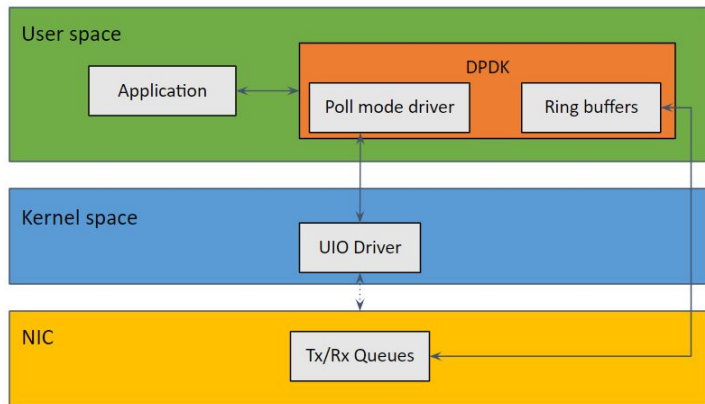 User space
DPDK
Application
Poll mode driver
Ring buffers
Kernel space
UIO Driver
NIC
Tx/Rx Queues